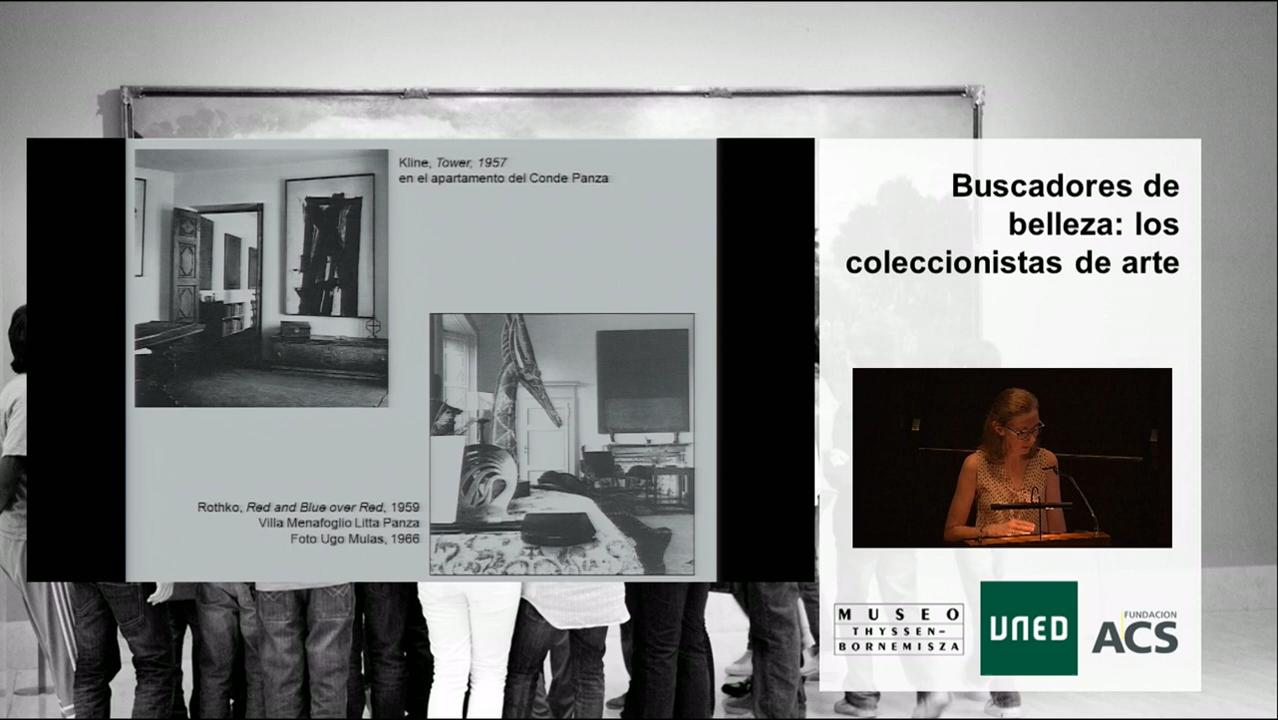 Kline, Tower, 1957
en el apartamento del Conde Panza
Rothko, Red and Blue over Red, 1959
Villa Menafoglio Litta Panza
Foto Ugo Mulas, 1966
Buscadores de
belleza: los
coleccionistas de arte
MUSEO
THYSSEN-
BORNEMISZA
UNED
FUNDACION
ACS